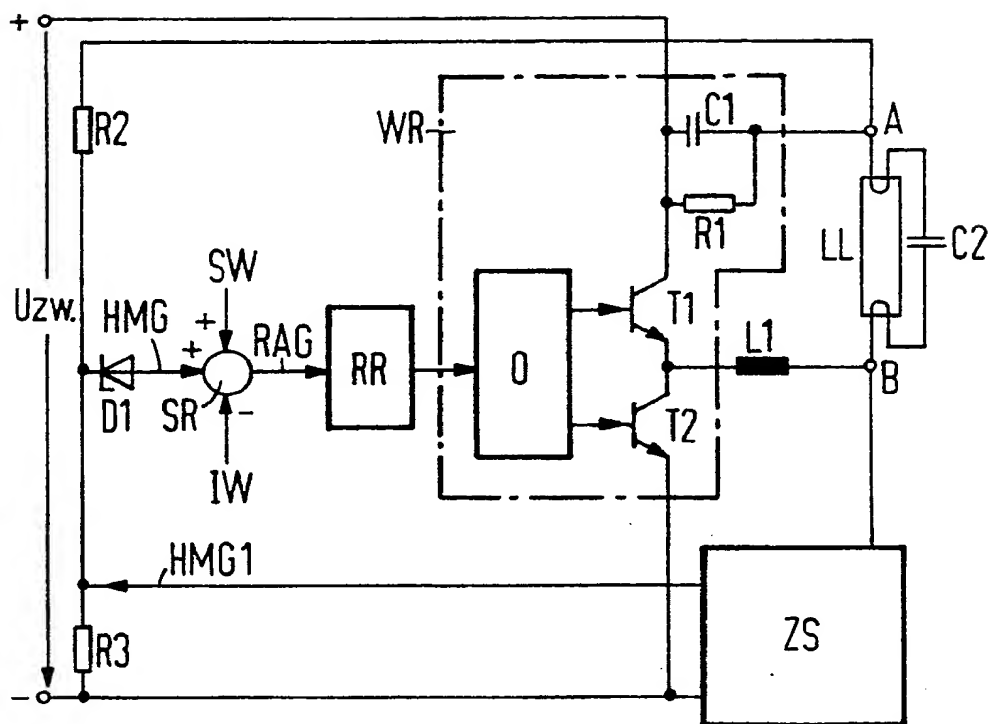 +
C1
A
R2
WR
R1
SW
LL
C2
Uzw.
HMG
+
+
RAG
T1
L1
RR
O
D1
SR
-
B
T2
IW
HMG1
ZS
R3
-